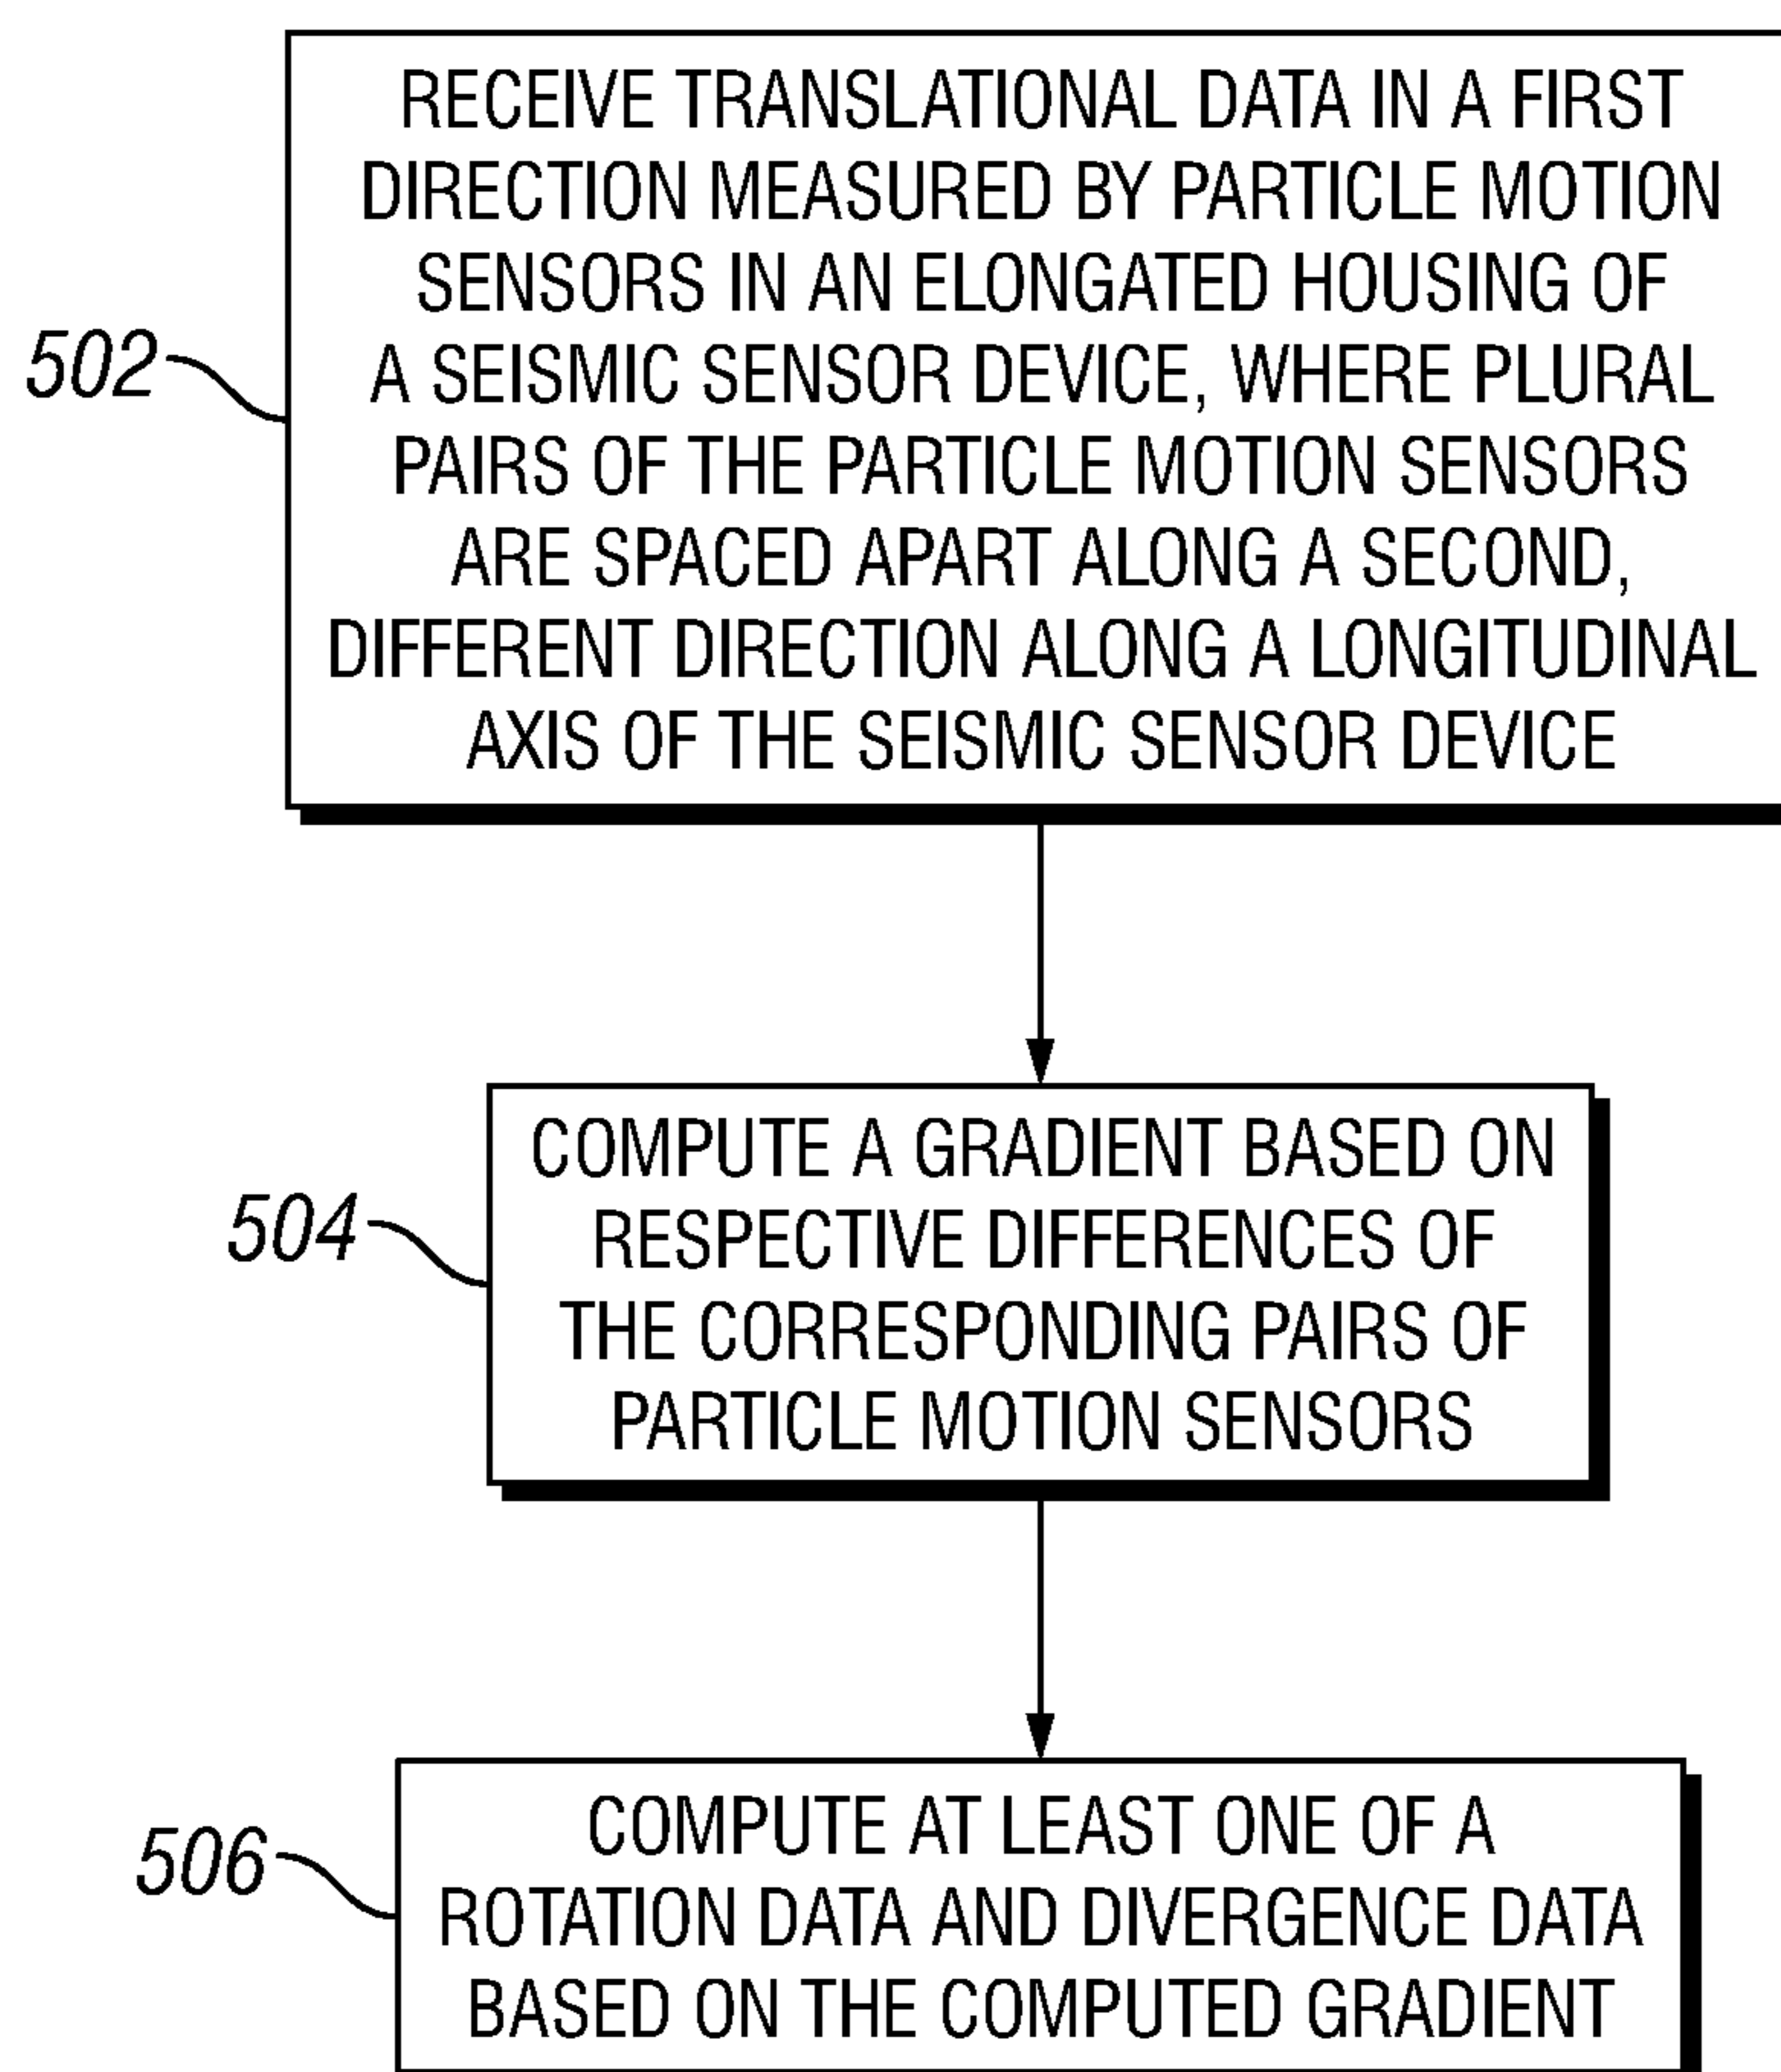 502
RECEIVE TRANSLATIONAL DATA IN A FIRST
DIRECTION MEASURED BY PARTICLE MOTION
SENSORS IN AN ELONGATED HOUSING OF
A SEISMIC SENSOR DEVICE, WHERE PLURAL
PAIRS OF THE PARTICLE MOTION SENSORS
ARE SPACED APART ALONG A SECOND,
DIFFERENT DIRECTION ALONG A LONGITUDINAL
AXIS OF THE SEISMIC SENSOR DEVICE
504
COMPUTE A GRADIENT BASED ON
RESPECTIVE DIFFERENCES OF
THE CORRESPONDING PAIRS OF
PARTICLE MOTION SENSORS
506
COMPUTE AT LEAST ONE OF A
ROTATION DATA AND DIVERGENCE DATA
BASED ON THE COMPUTED GRADIENT